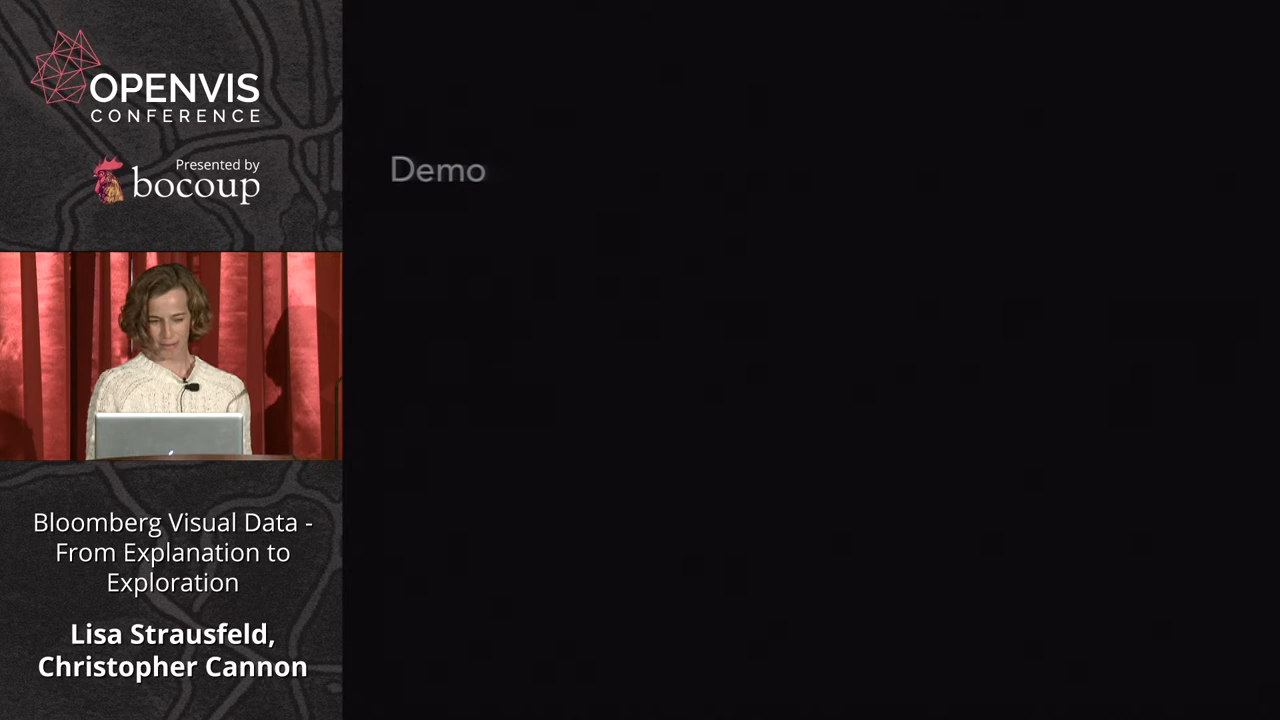 OPENVIS
CONFERENCE
Presented by
bocoup
Demo
Bloomberg Visual Data -
From Explanation to
Exploration
Lisa Strausfeld,
Christopher Cannon